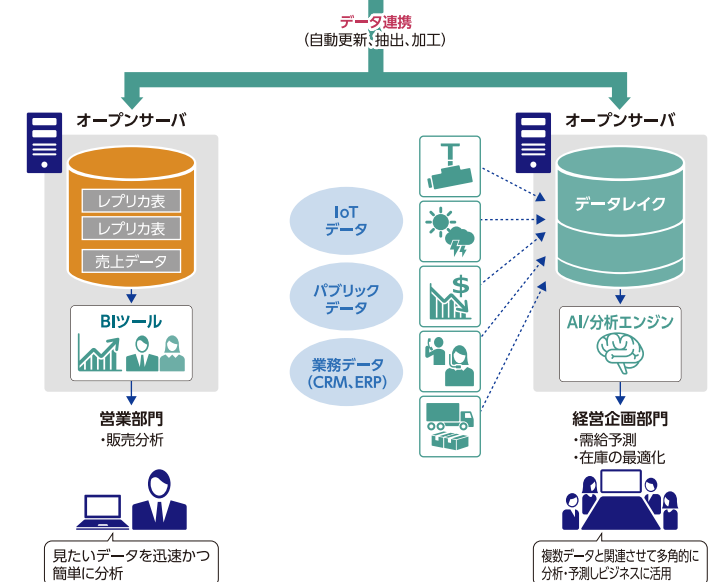 データ連携
(自動更新、抽出、加工)
オープンサーバ
レプリカ表
レプリカ表
売上データ
BIツール
営業部門
・販売分析
見たいデータを迅速かつ
簡単に分析
IoT
データ
パブリック
データ
業務データ
(CRM、ERP)
オープンサーバ
データレイク
AI/分析エンジン
経営企画部門
・需給予測
・在庫の最適化
複数データと関連させて多角的に
分析・予測しビジネスに活用